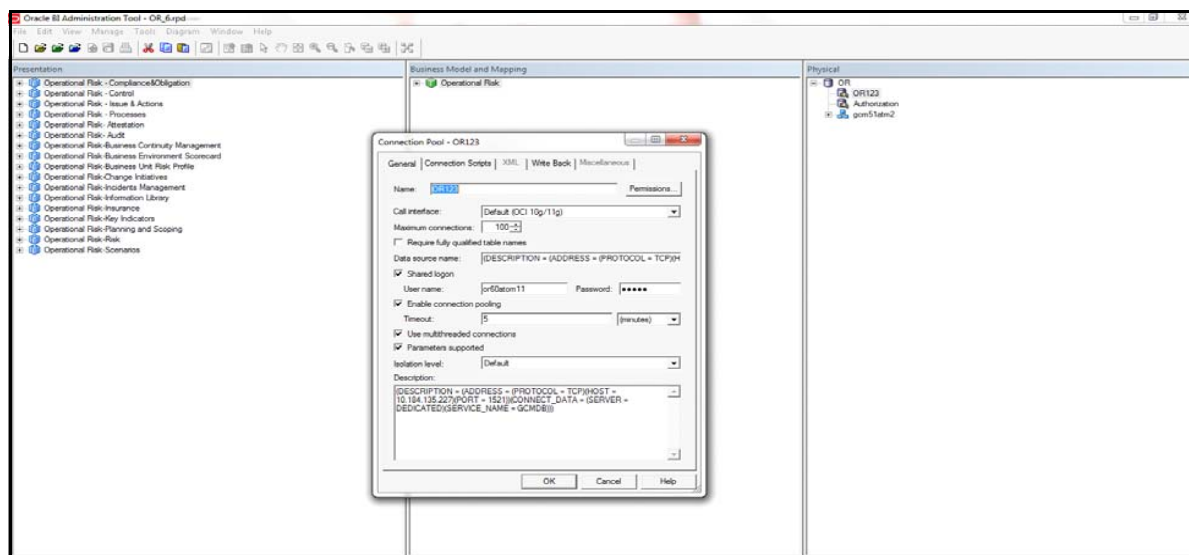 Oracle BI Administration Tool - OR_6.rpd
File Edit View Manage Tools Diagram Window Help
Presentation
Operational Risk - Compliance&Obligation
Operational Risk - Control
Operational Risk - Issue & Actions
Operational Risk - Processes
Operational Risk- Attestation
Operational Risk- Audit
Operational Risk-Business Continuity Management
Operational Risk-Business Environment Scorecard
Operational Risk-Business Unit Risk Profile
Operational Risk-Change Initiatives
Operational Risk-Incidents Management
Operational Risk-Information Library
Operational Risk-Insurance
Operational Risk-Key Indicators
Operational Risk-Planning and Scoping
Operational Risk-Risk
Operational Risk-Scenarios
Business Model and Mapping
Operational Risk
Physical
OR
OR123
Authorization
gcm51atm2
Connection Pool - OR123
General Connection Scripts XML Write Back Miscellaneous
Name: OR123 Permissions...
Call interface: Default (OCI 10g/11g)
Maximum connections: 100
Require fully qualified table names
Data source name: (DESCRIPTION = (ADDRESS = (PROTOCOL = TCP)(H
Shared logon
User name: or60atom11 Password: •••••
Enable connection pooling
Timeout: 5 (minutes)
Use multithreaded connections
Parameters supported
Isolation level: Default
Description:
(DESCRIPTION = (ADDRESS = (PROTOCOL = TCP)(HOST =
10.184.135.227)(PORT = 1521))(CONNECT_DATA = (SERVER =
DEDICATED)(SERVICE_NAME = GCMDB)))
OK Cancel Help